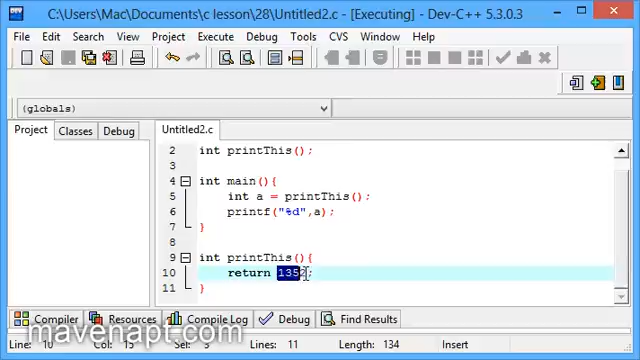 C:\Users\Mac\Documents\c lesson\28\Untitled2.c - [Executing] - Dev-C++ 5.3.0.3
File Edit Search View Project Execute Debug Tools CVS Window Help
(globals)
Project Classes Debug Untitled2.c
2 int printThis();
3
4 int main(){
5 int a = printThis();
6 printf("%d",a);
7 }
8
9 int printThis(){
10 return 1352;
11 }
Compiler Resources Compile Log Debug Find Results
mavenapt.com
Line: 10 Col: 15 Sel: 3 Lines: 11 Length: 134 Insert